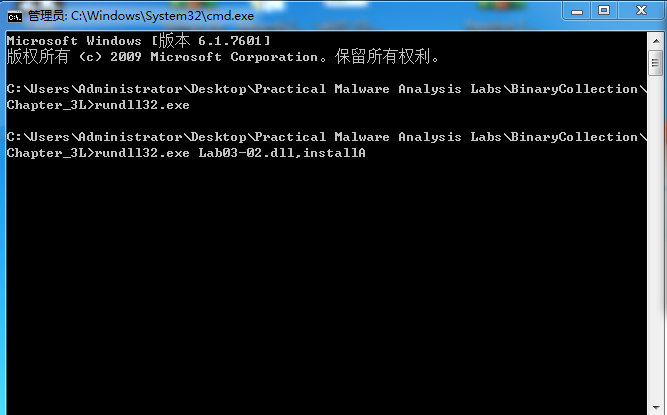 管理员: C:\Windows\System32\cmd.exe
Microsoft Windows [版本 6.1.7601]
版权所有 (c) 2009 Microsoft Corporation。保留所有权利。
C:\Users\Administrator\Desktop\Practical Malware Analysis Labs\BinaryCollection\
Chapter_3L>rundll32.exe
C:\Users\Administrator\Desktop\Practical Malware Analysis Labs\BinaryCollection\
Chapter_3L>rundll32.exe Lab03-02.dll,installA